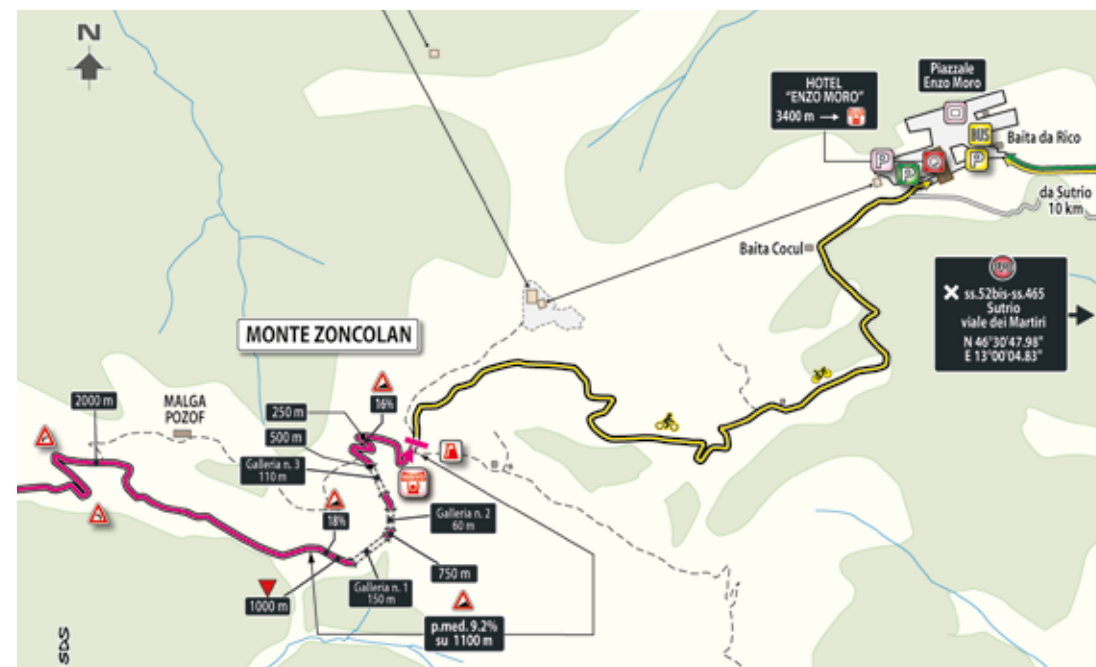 N
Piazzale
Enzo Moro
HOTEL
"ENZO MORO"
3400 m →
BUS
Baita da Rico
P
P
P
da Sutrio
10 km
Baita Cocul
ss.52bis-ss.465
Sutrio
viale dei Martiri
N 46°30'47.98"
E 13°00'04.83"
MONTE ZONCOLAN
2000 m
MALGA
POZOF
250 m
16%
500 m
Galleria n. 3
110 m
18%
Galleria n. 2
60 m
750 m
1000 m
Galleria n. 1
150 m
p.med. 9.2%
su 1100 m
SDS